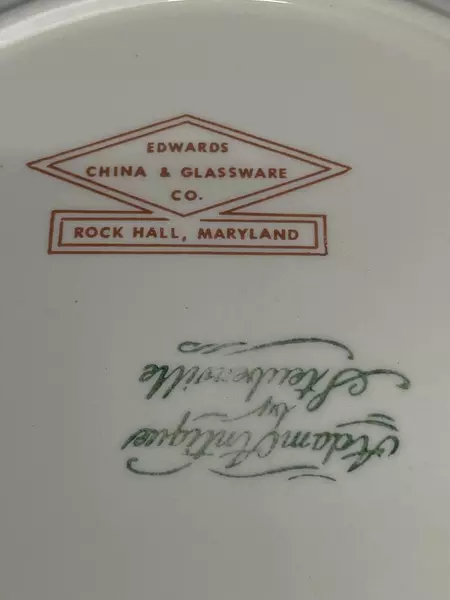 EDWARDS
CHINA & GLASSWARE
CO.
ROCK HALL, MARYLAND
Adam Antique
by
Steubenville